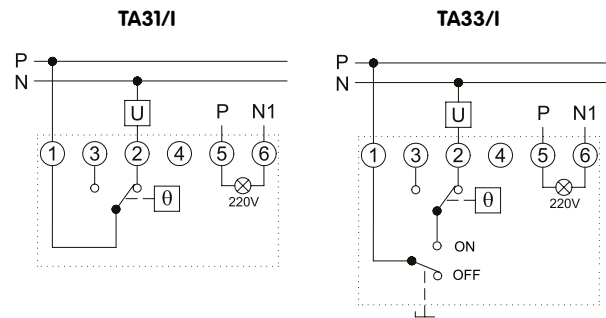 TA31/I
P
N
U
P N1
1 3 2 4 5 6
θ
220V
TA33/I
P
N
U
P N1
1 3 2 4 5 6
θ
220V
ON
OFF